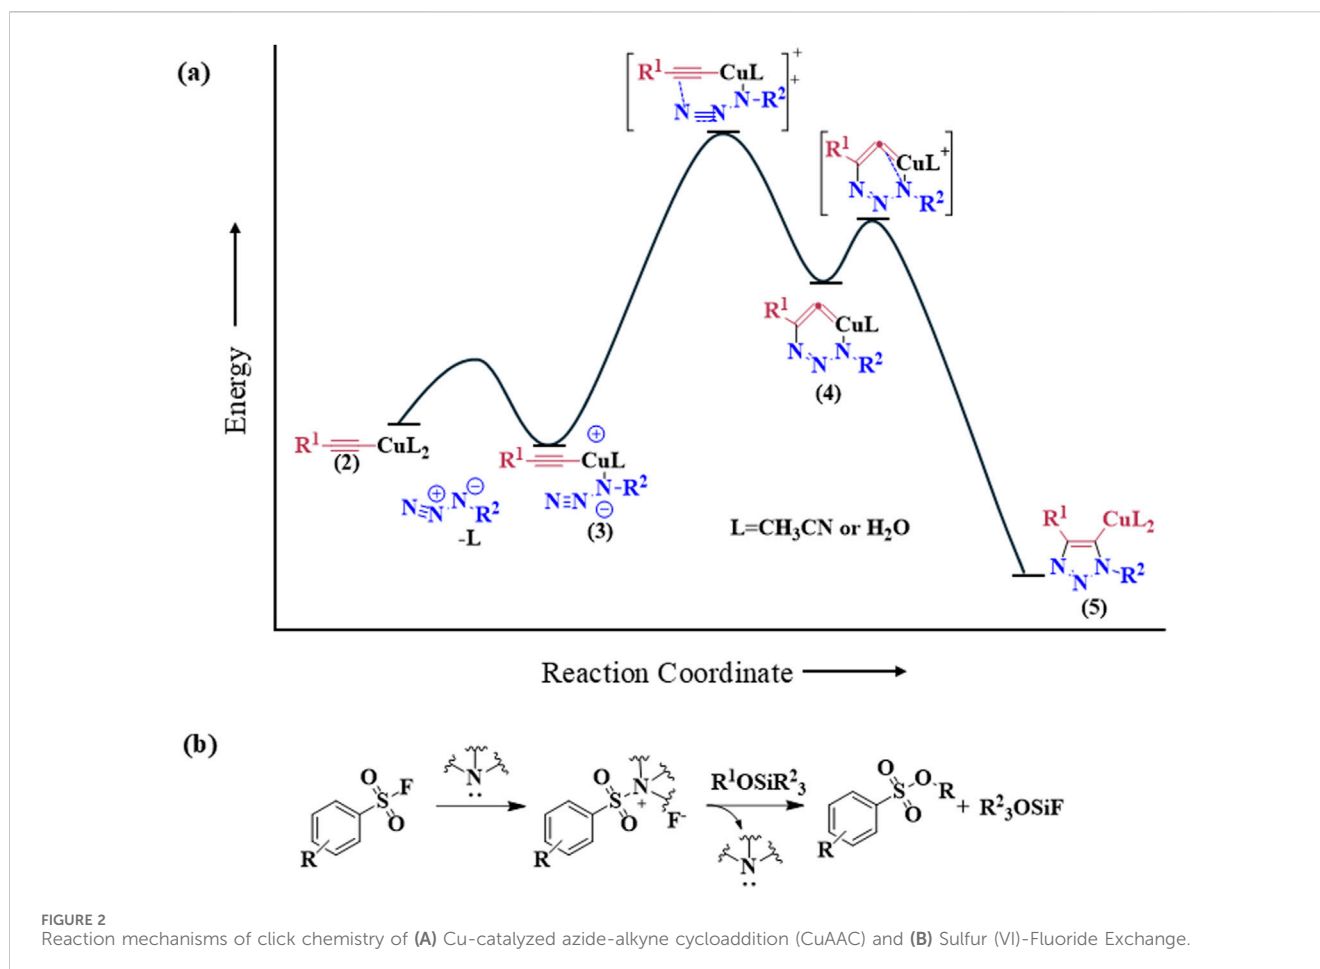 (a)
[R¹ CuL]⁺₊
N≡N N-R²
[R¹ CuL⁺]
N N N R²
Energy
R¹ CuL
N N N R²
(4)
R¹ CuL₂
(2)
R¹ CuL ⊕
N≡N N-R² ⊖
(3)
N N⊕ N⊖ R²
-L
L=CH₃CN or H₂O
R¹ CuL₂
N N N-R²
(5)
Reaction Coordinate
(b)
R O S O F
N ..
R O S O N + F⁻
R¹OSiR²₃
N ..
R O S O O R + R²₃OSiF
FIGURE 2
Reaction mechanisms of click chemistry of (A) Cu-catalyzed azide-alkyne cycloaddition (CuAAC) and (B) Sulfur (VI)-Fluoride Exchange.